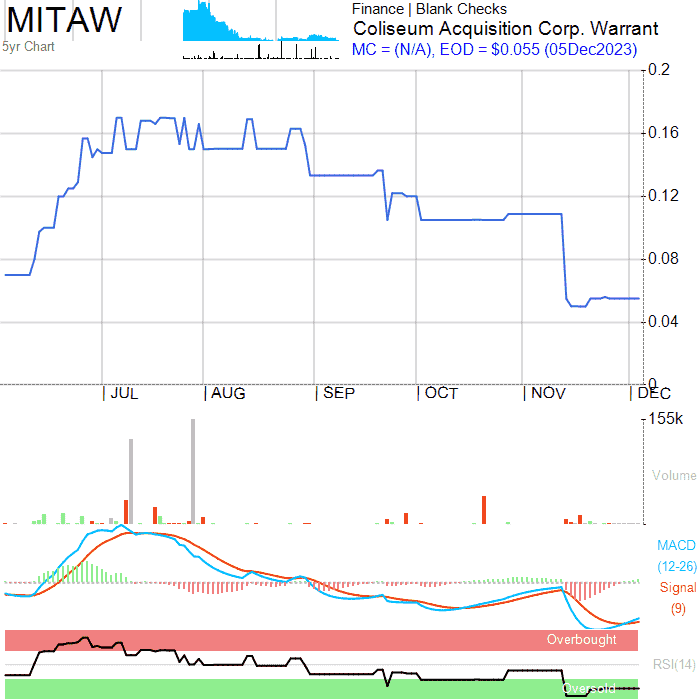 MITAW
5yr Chart
Finance | Blank Checks
Coliseum Acquisition Corp. Warrant
MC = (N/A), EOD = $0.055 (05Dec2023)
0.2
0.16
0.12
0.08
0.04
0
JUL AUG SEP OCT NOV DEC
155k
Volume
MACD
(12-26)
Signal
(9)
Overbought
RSI(14)
Oversold